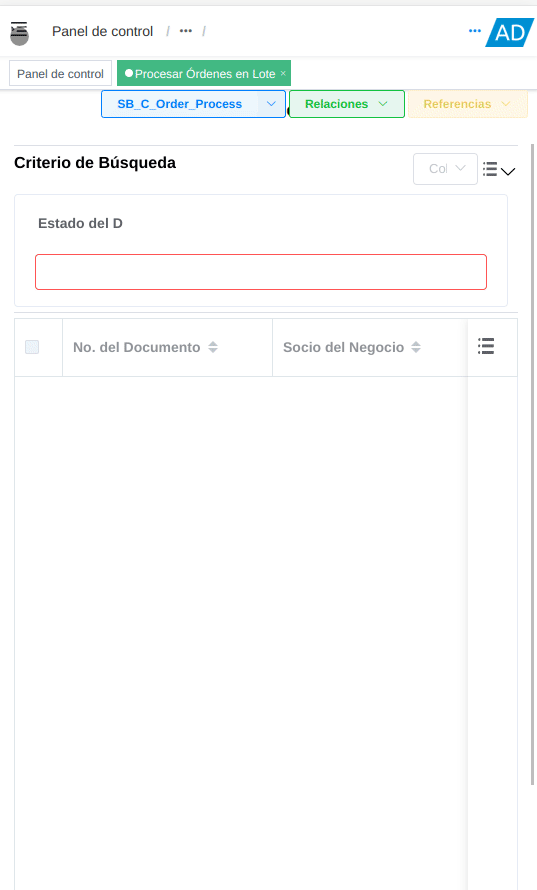 Panel de control / ••• /
••• AD
Panel de control
Procesar Órdenes en Lote ×
SB_C_Order_Process
Relaciones
Referencias
Criterio de Búsqueda
Col
Estado del D
No. del Documento
Socio del Negocio